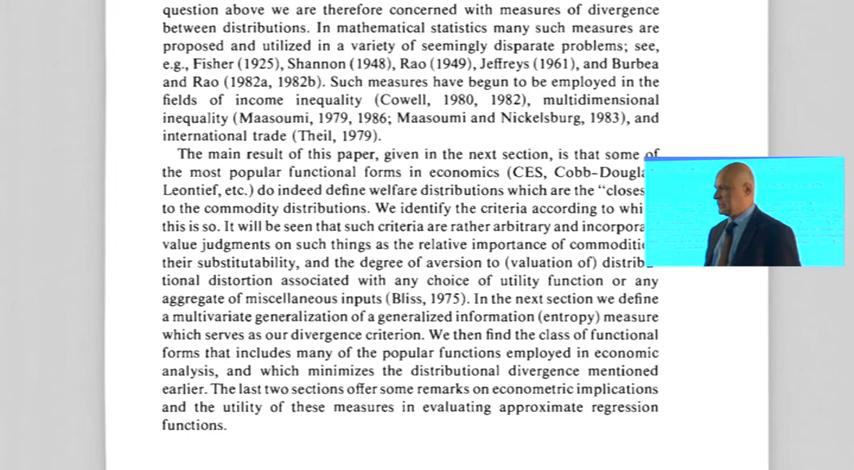 question above we are therefore concerned with measures of divergence
between distributions. In mathematical statistics many such measures are
proposed and utilized in a variety of seemingly disparate problems; see,
e.g., Fisher (1925), Shannon (1948), Rao (1949), Jeffreys (1961), and Burbea
and Rao (1982a, 1982b). Such measures have begun to be employed in the
fields of income inequality (Cowell, 1980, 1982), multidimensional
inequality (Maasoumi, 1979, 1986; Maasoumi and Nickelsburg, 1983), and
international trade (Theil, 1979).
The main result of this paper, given in the next section, is that some of
the most popular functional forms in economics (CES, Cobb-Dougla
Leontief, etc.) do indeed define welfare distributions which are the "closes
to the commodity distributions. We identify the criteria according to whi
this is so. It will be seen that such criteria are rather arbitrary and incorpora
value judgments on such things as the relative importance of commoditi
their substitutability, and the degree of aversion to (valuation of) distrib
tional distortion associated with any choice of utility function or any
aggregate of miscellaneous inputs (Bliss, 1975). In the next section we define
a multivariate generalization of a generalized information (entropy) measure
which serves as our divergence criterion. We then find the class of functional
forms that includes many of the popular functions employed in economic
analysis, and which minimizes the distributional divergence mentioned
earlier. The last two sections offer some remarks on econometric implications
and the utility of these measures in evaluating approximate regression
functions.